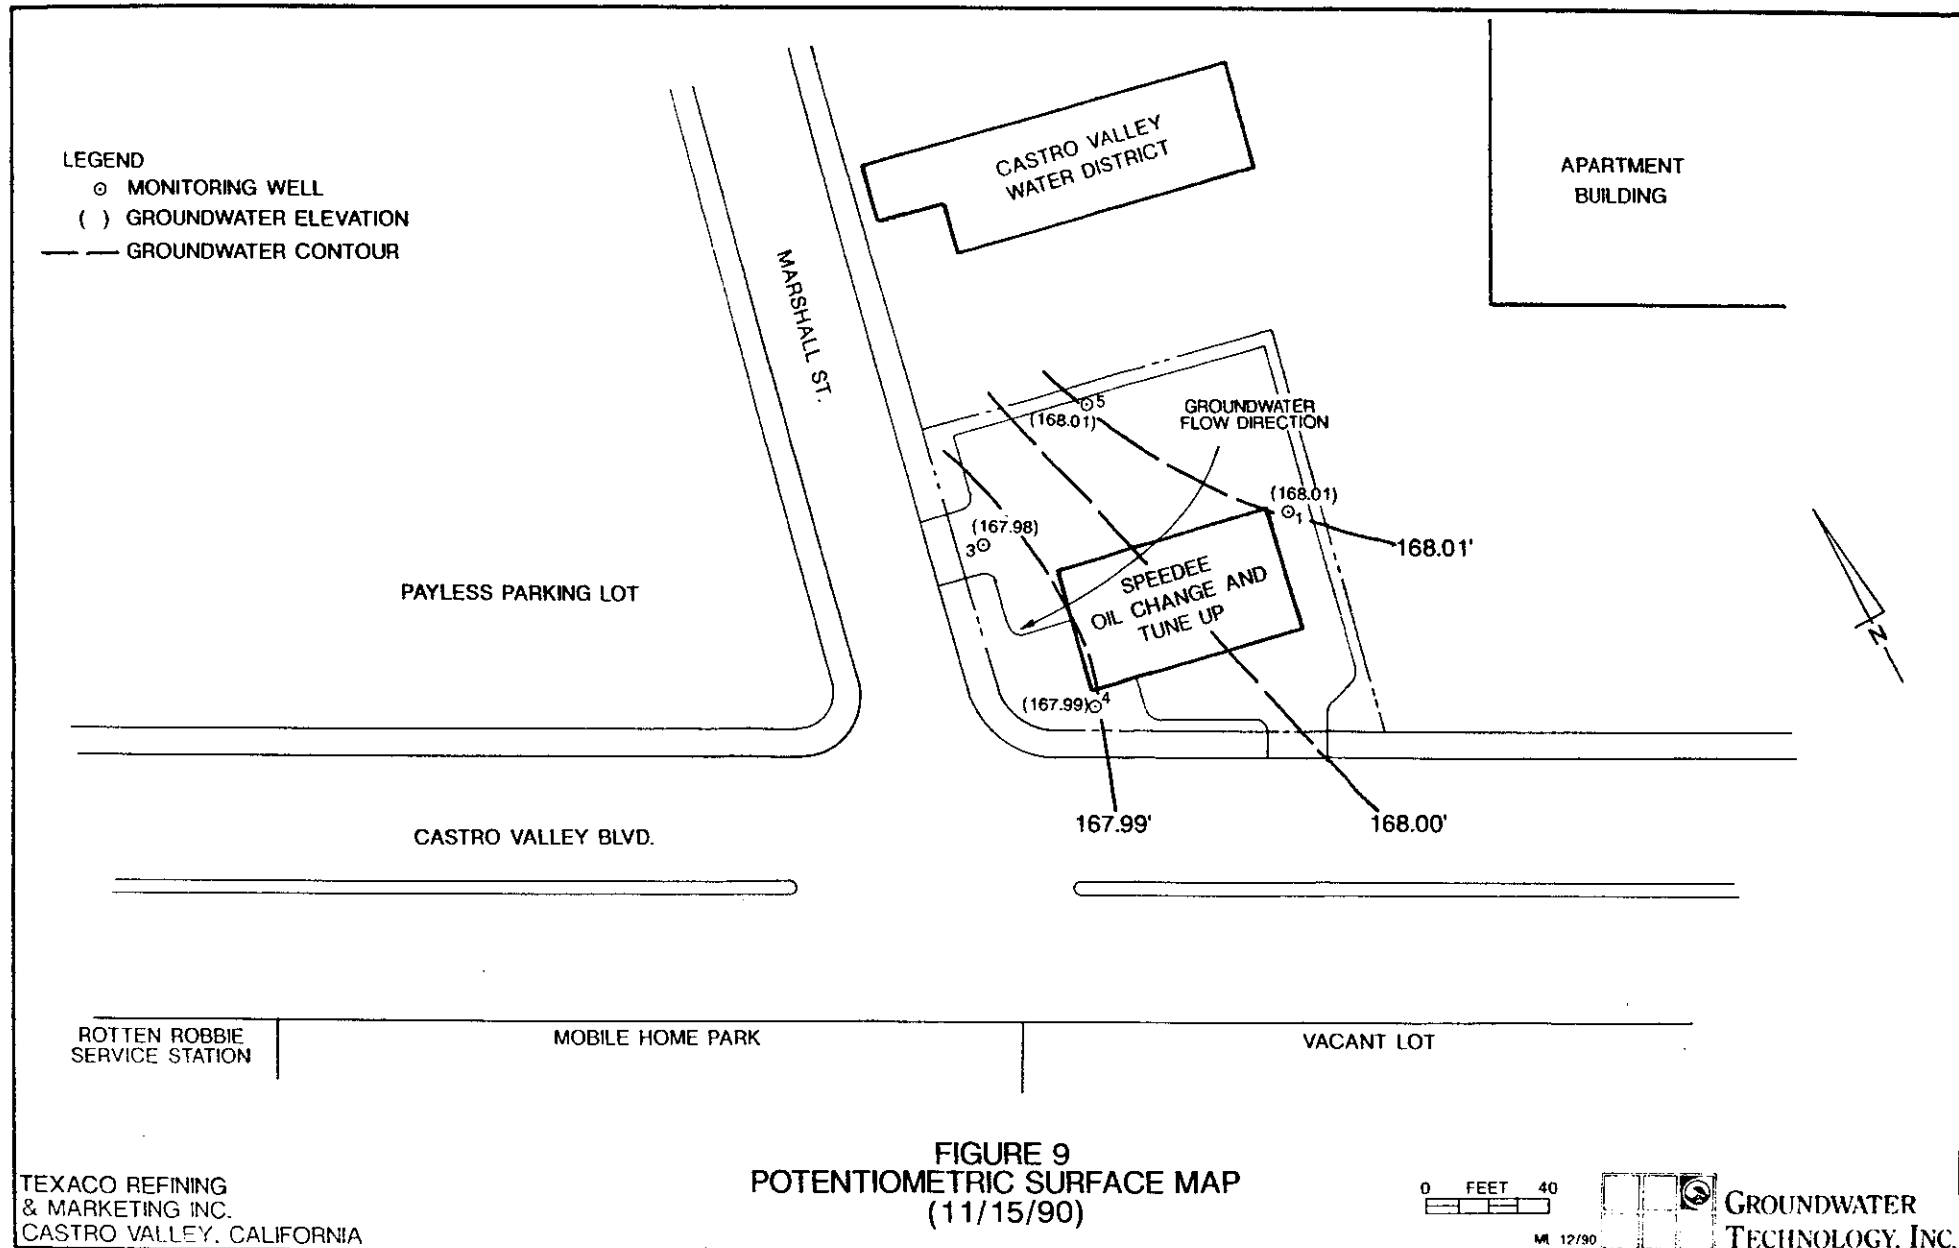 LEGEND
⊙ MONITORING WELL
( ) GROUNDWATER ELEVATION
GROUNDWATER CONTOUR
CASTRO VALLEY
WATER DISTRICT
APARTMENT
BUILDING
MARSHALL ST.
5
(168.01)
GROUNDWATER
FLOW DIRECTION
(168.01)
1
168.01'
(167.98)
3
PAYLESS PARKING LOT
SPEEDEE
OIL CHANGE AND
TUNE UP
N
(167.99)
4
167.99'
168.00'
CASTRO VALLEY BLVD.
ROTTEN ROBBIE
SERVICE STATION
MOBILE HOME PARK
VACANT LOT
FIGURE 9
POTENTIOMETRIC SURFACE MAP
(11/15/90)
TEXACO REFINING
& MARKETING INC.
CASTRO VALLEY, CALIFORNIA
0 FEET 40
12/90
GROUNDWATER
TECHNOLOGY, INC.